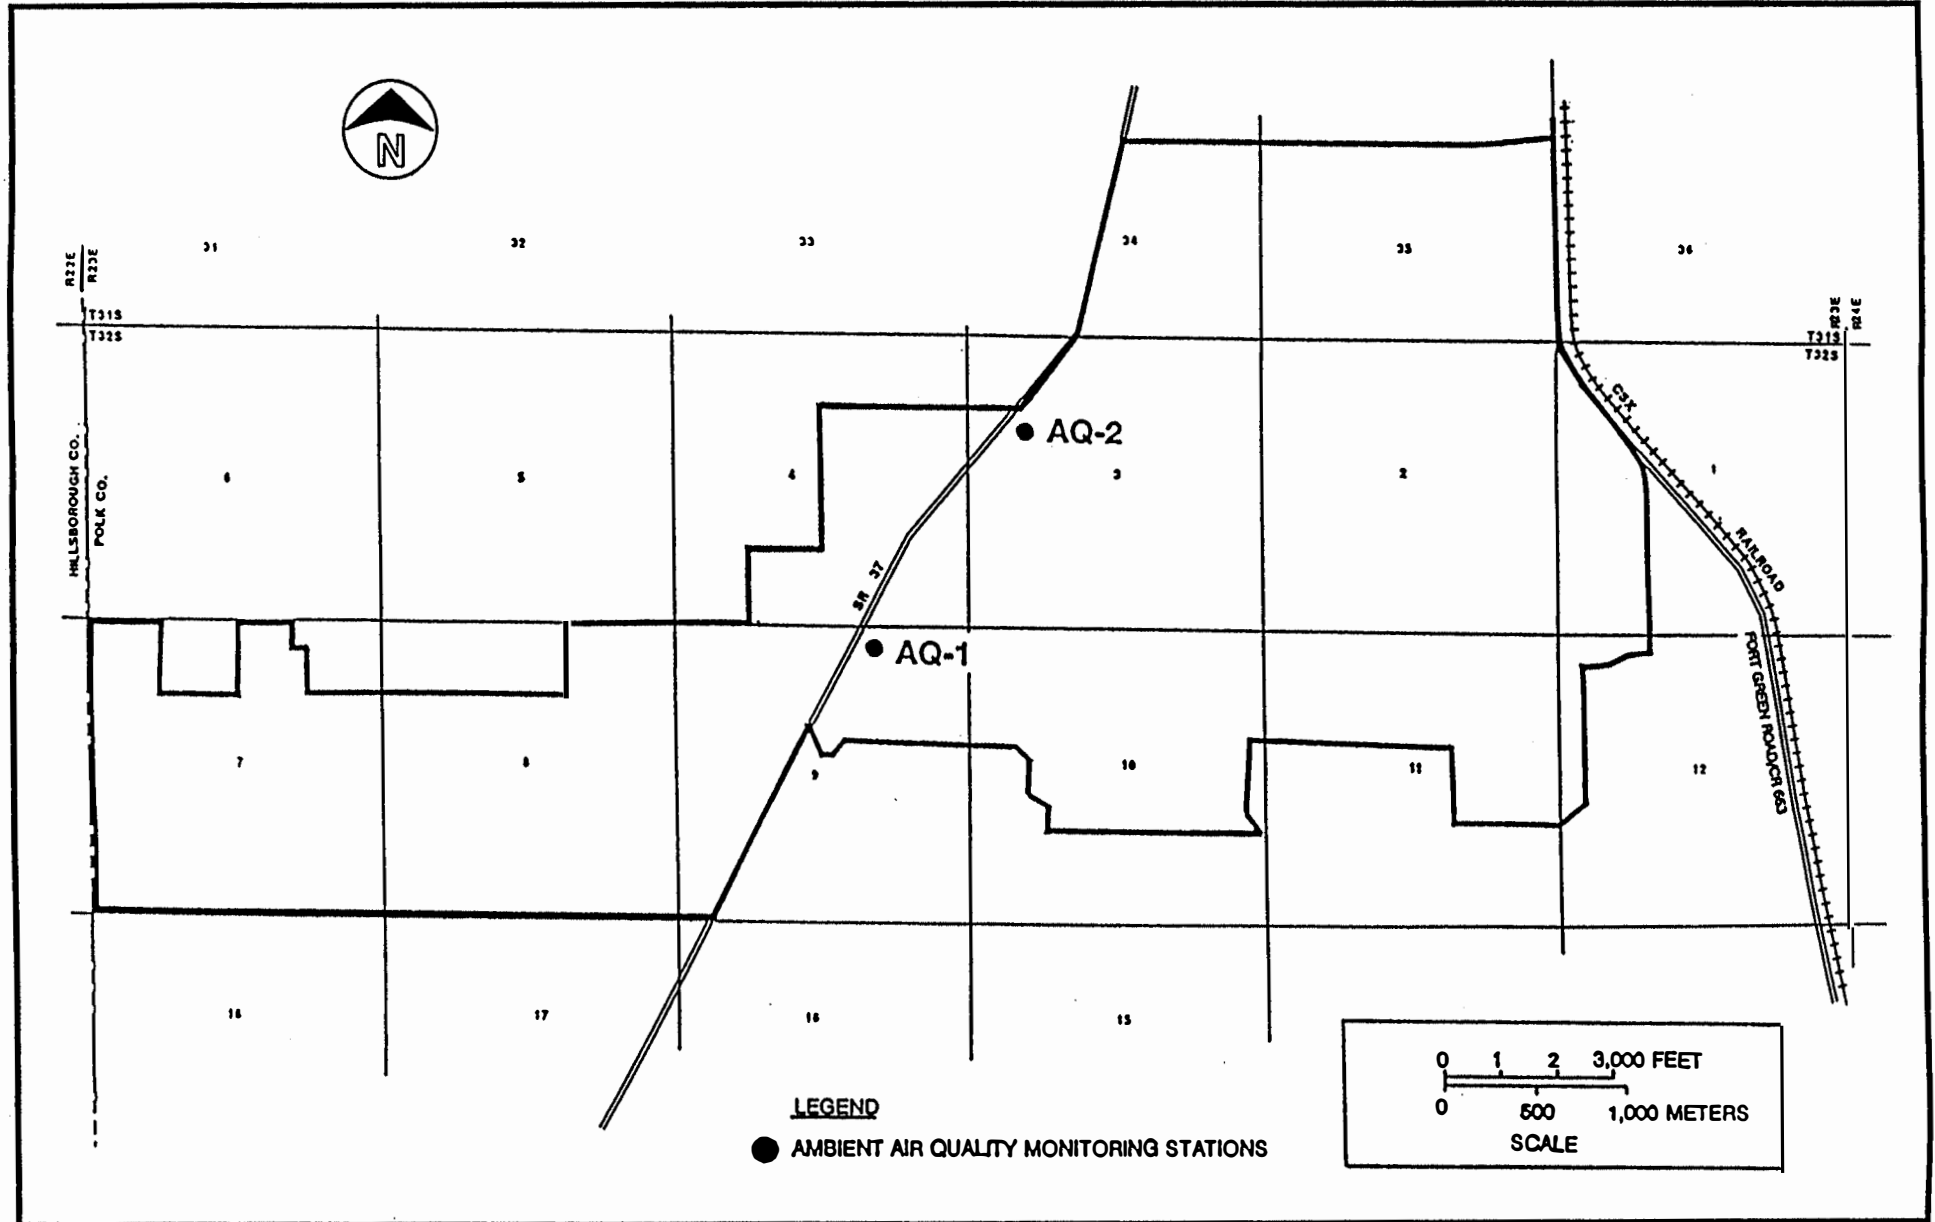 N
31
32
33
34
35
36
R22E
R23E
T31S
T32S
R23E
R24E
T31S
T32S
HILLSBOROUGH CO.
POLK CO.
6
5
4
3
2
1
AQ-2
CSX
RAILROAD
SR 37
AQ-1
FORT GREEN ROAD/CR 663
7
8
9
10
11
12
18
17
16
15
LEGEND
AMBIENT AIR QUALITY MONITORING STATIONS
0 1 2 3,000 FEET
0 500 1,000 METERS
SCALE